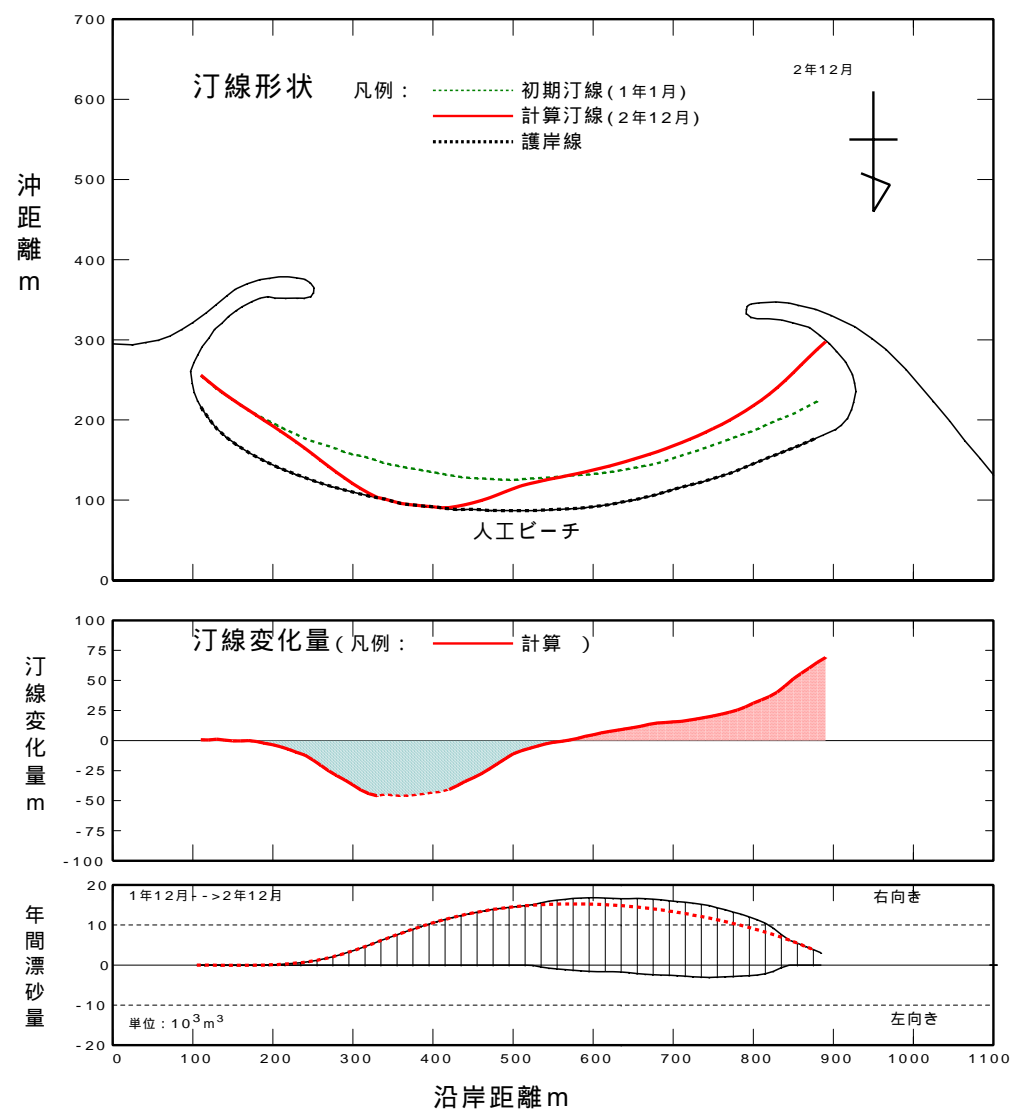 700
600
500
400
300
200
100
0
沖距離m
汀線形状
凡例：
初期汀線(1年1月)
計算汀線(2年12月)
護岸線
2年12月
人工ビーチ
100
75
50
25
0
-25
-50
-75
-100
汀線変化量m
汀線変化量(凡例： 計算 )
20
10
0
-10
-20
年間漂砂量
1年12月-->2年12月
右向き
左向き
単位：10³m³
0 100 200 300 400 500 600 700 800 900 1000 1100
沿岸距離m